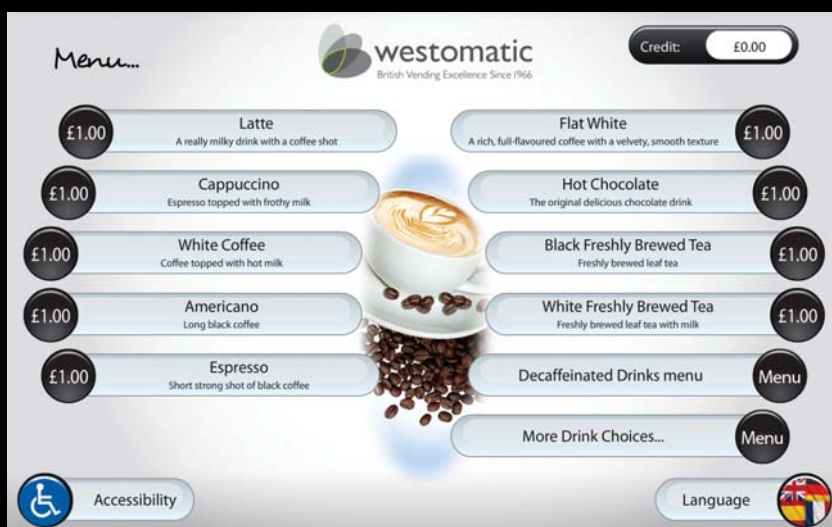 Menu...
westomatic
British Vending Excellence Since 1966
Credit: £0.00
£1.00
Latte
A really milky drink with a coffee shot
£1.00
Cappuccino
Espresso topped with frothy milk
£1.00
White Coffee
Coffee topped with hot milk
£1.00
Americano
Long black coffee
£1.00
Espresso
Short strong shot of black coffee
Flat White
A rich, full-flavoured coffee with a velvety, smooth texture
£1.00
Hot Chocolate
The original delicious chocolate drink
£1.00
Black Freshly Brewed Tea
Freshly brewed leaf tea
£1.00
White Freshly Brewed Tea
Freshly brewed leaf tea with milk
£1.00
Decaffeinated Drinks menu
Menu
More Drink Choices...
Menu
Accessibility
Language